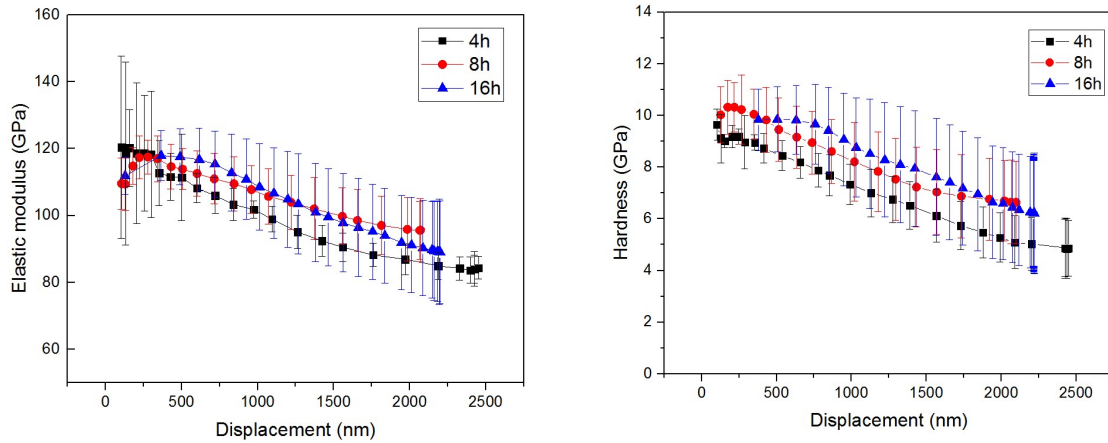 160
140
120
100
80
60
Elastic modulus (GPa)
0 500 1000 1500 2000 2500
Displacement (nm)
4h
8h
16h
14
12
10
8
6
4
2
0
Hardness (GPa)
0 500 1000 1500 2000 2500
Displacement (nm)
4h
8h
16h